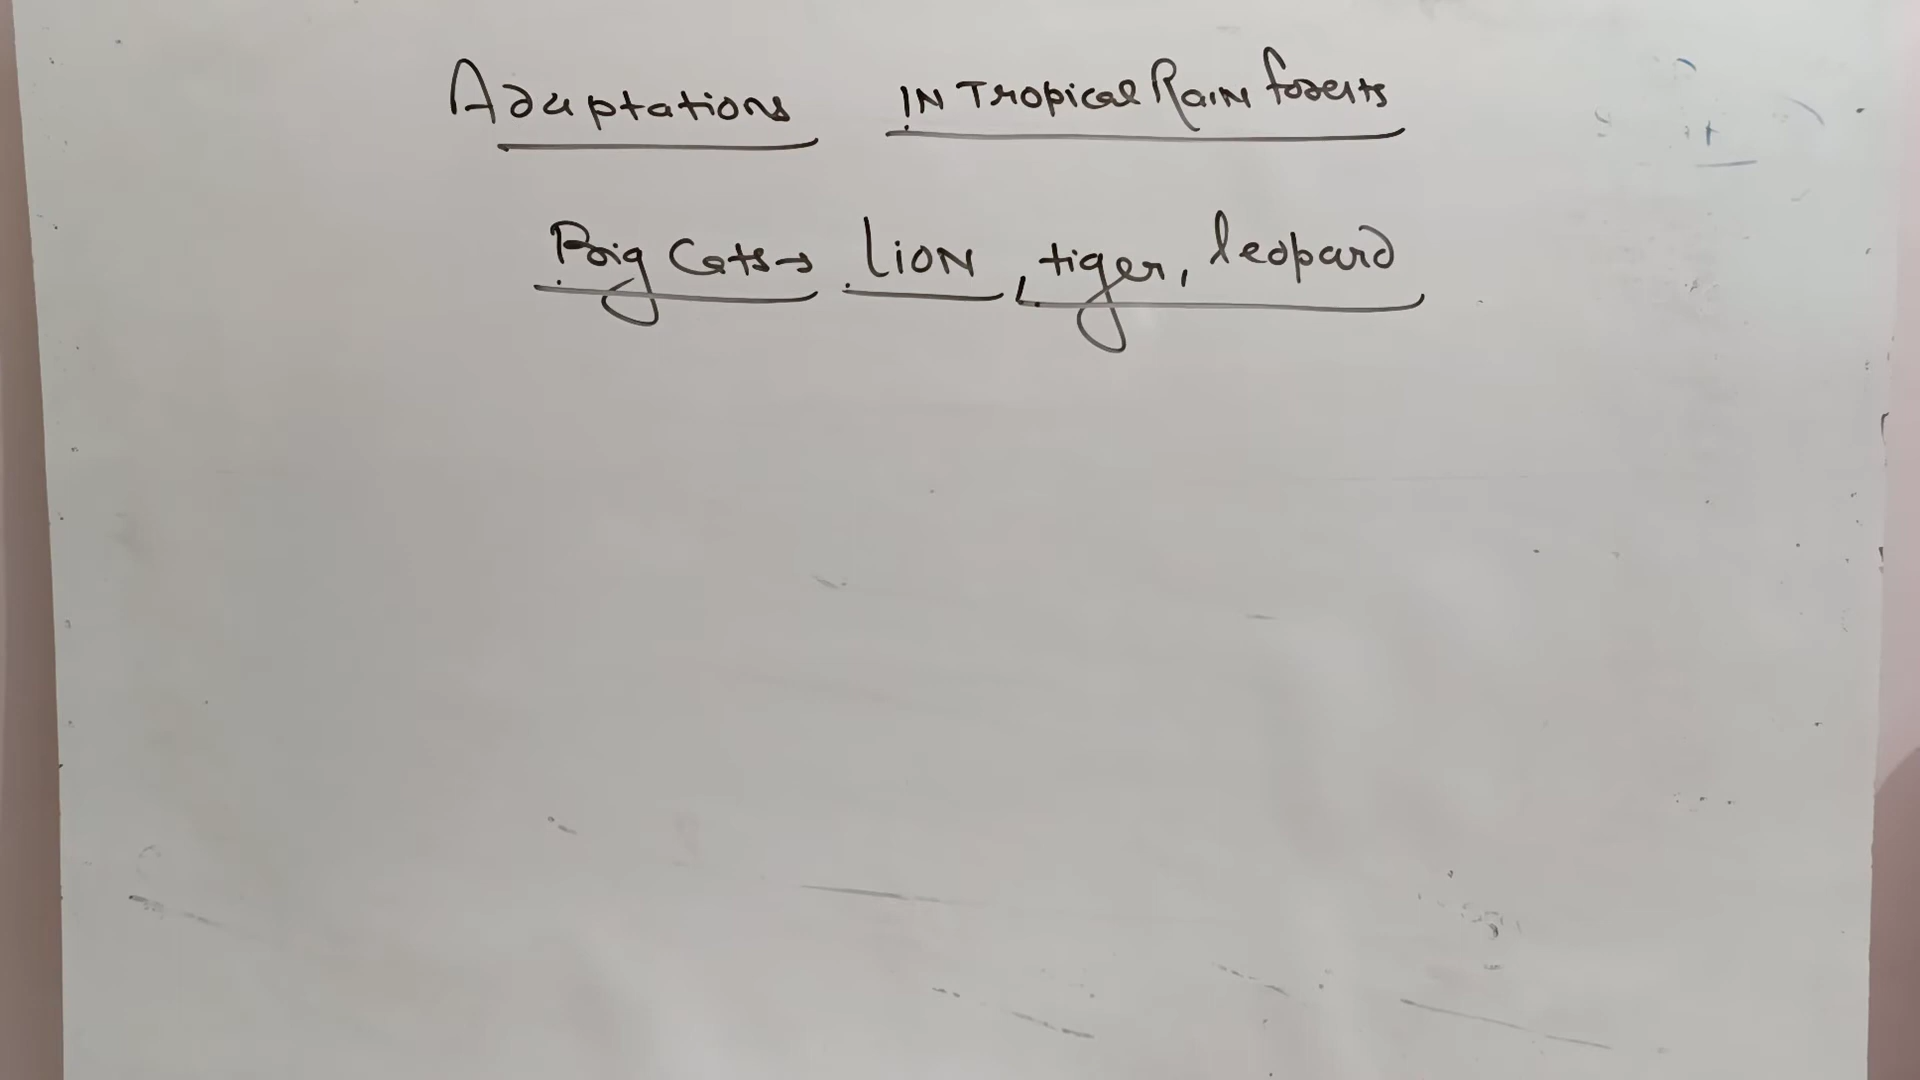 Adaptations IN Tropical Rain forests
Big Cats → Lion, tiger, leopard